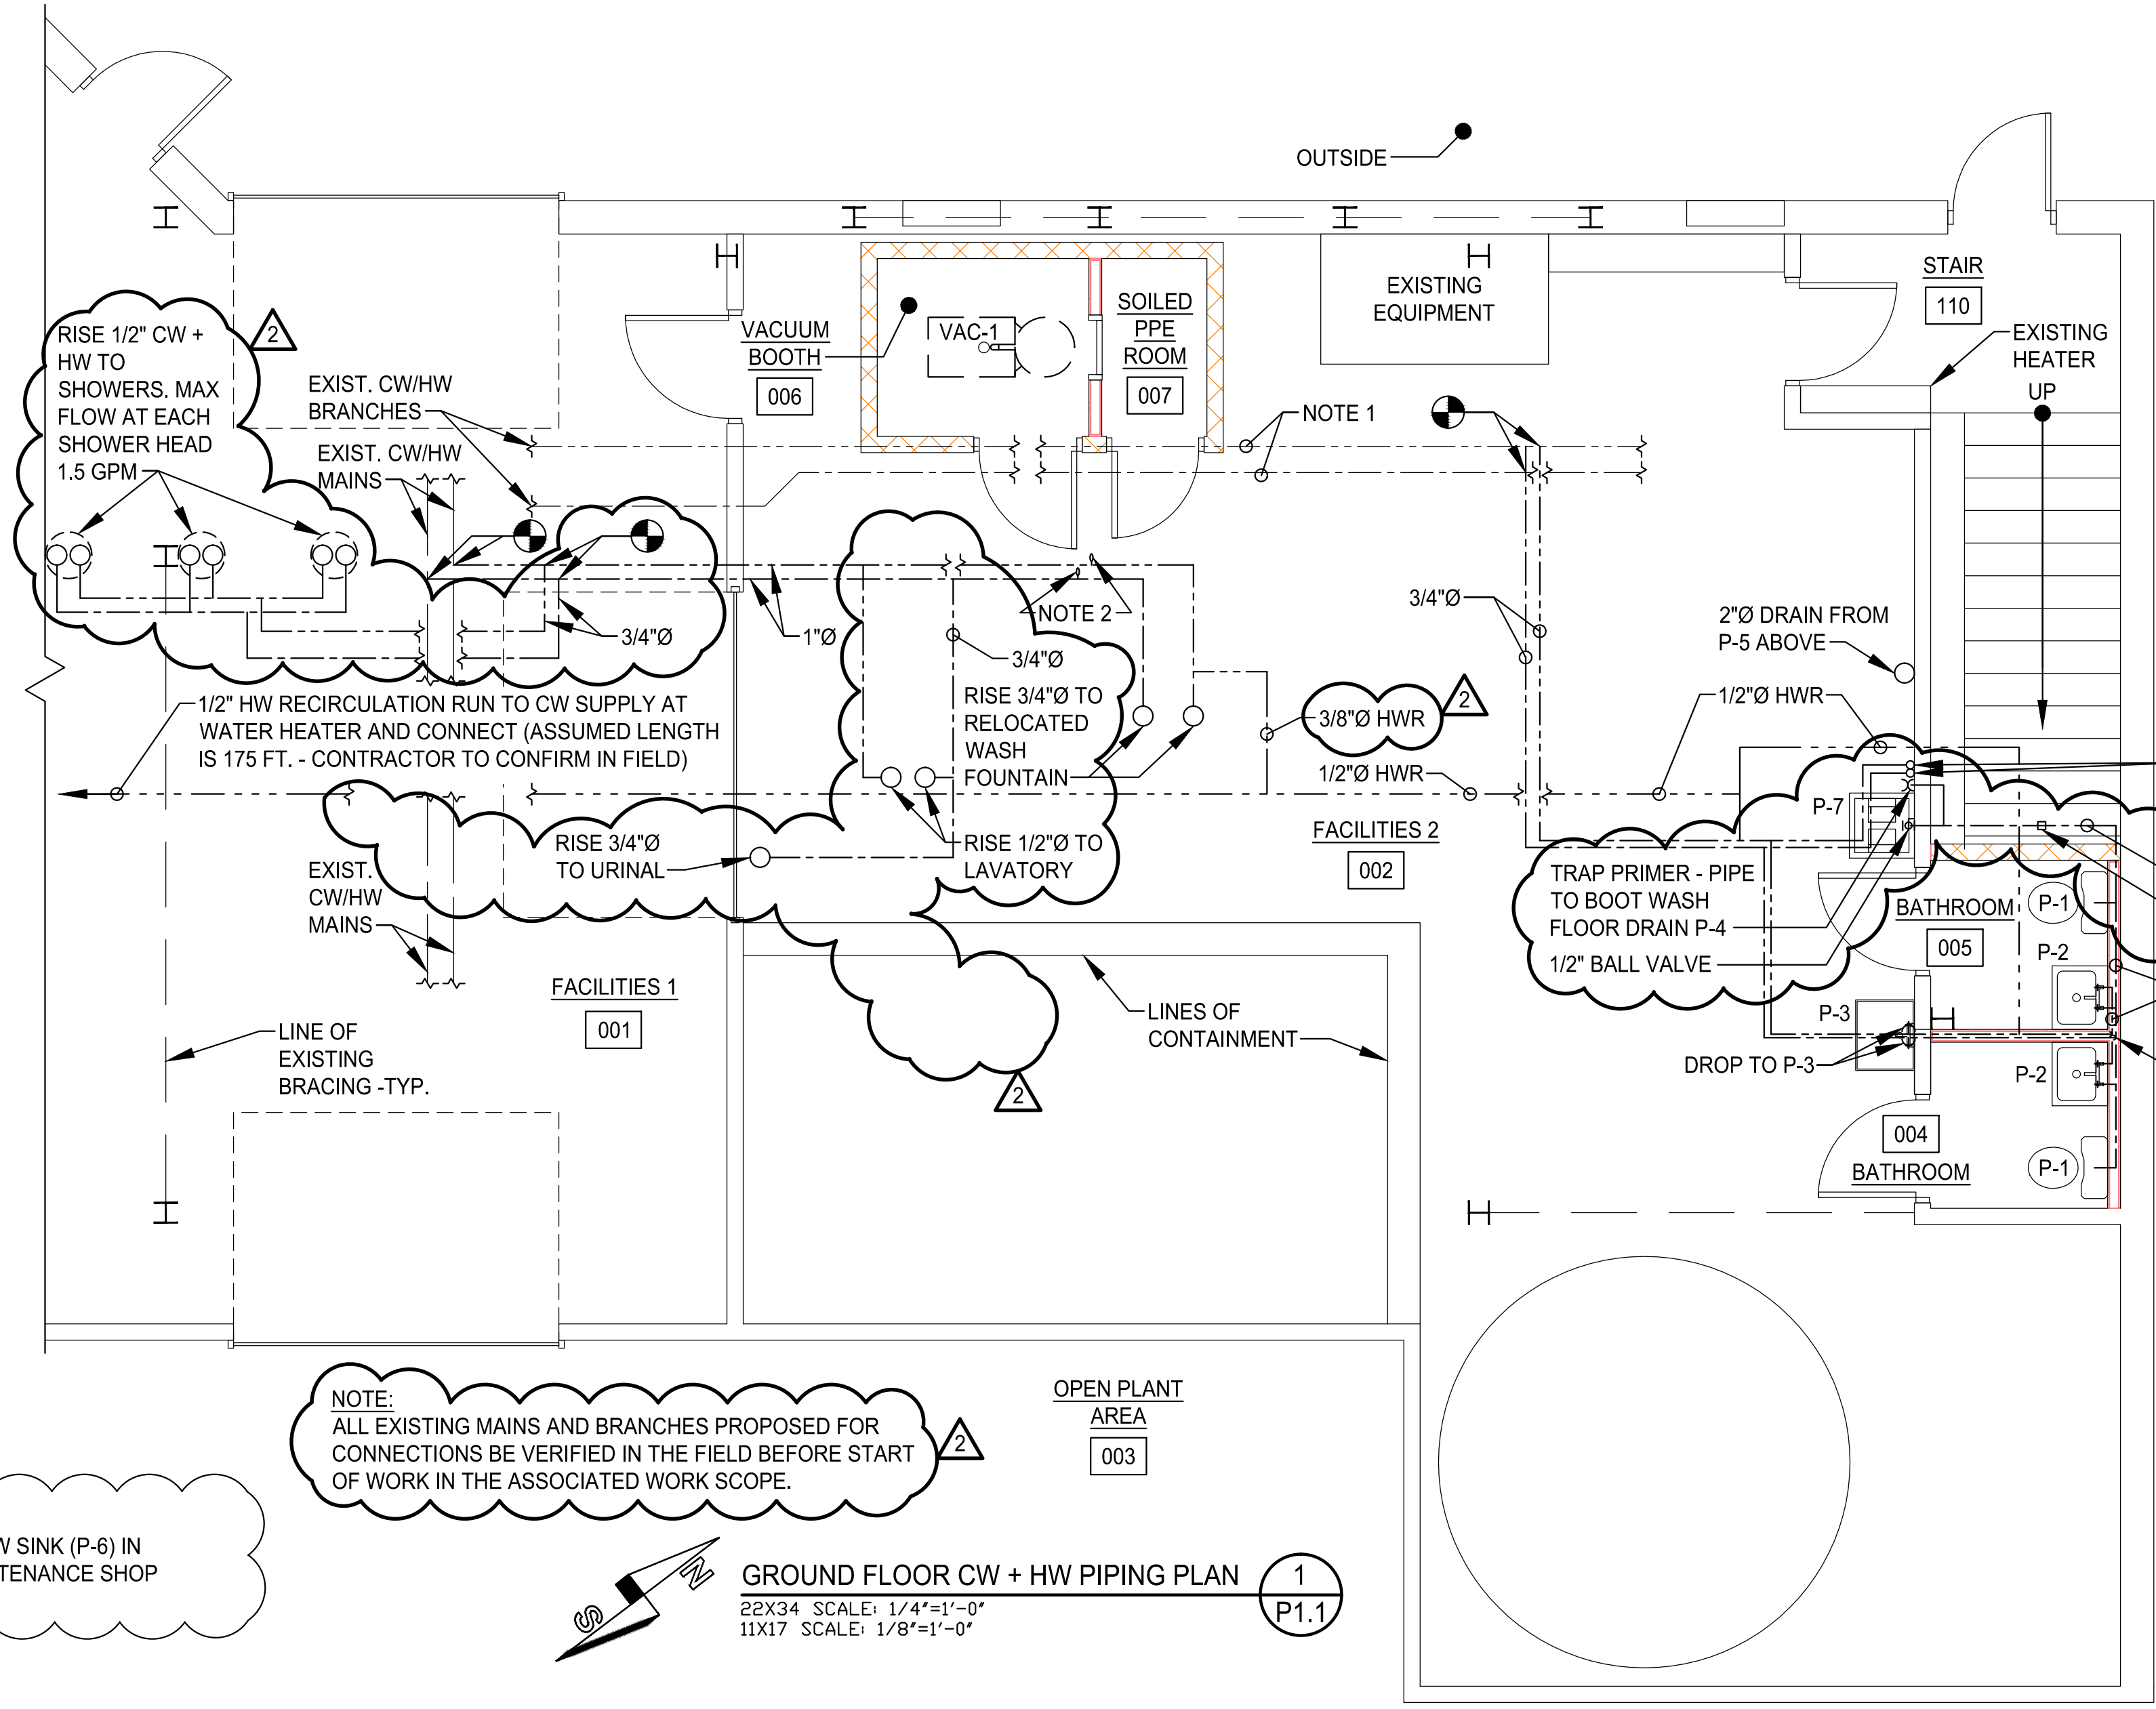 OUTSIDE
RISE 1/2" CW +
HW TO
SHOWERS. MAX
FLOW AT EACH
SHOWER HEAD
1.5 GPM
2
EXIST. CW/HW
BRANCHES
EXIST. CW/HW
MAINS
VACUUM
BOOTH
006
VAC-1
SOILED
PPE
ROOM
007
EXISTING
EQUIPMENT
STAIR
110
EXISTING
HEATER
UP
NOTE 1
NOTE 2
3/4"Ø
1"Ø
3/4"Ø
RISE 3/4"Ø TO
RELOCATED
WASH
FOUNTAIN
3/8"Ø HWR
2
1/2"Ø HWR
3/4"Ø
2"Ø DRAIN FROM
P-5 ABOVE
1/2"Ø HWR
1/2" HW RECIRCULATION RUN TO CW SUPPLY AT
WATER HEATER AND CONNECT (ASSUMED LENGTH
IS 175 FT. - CONTRACTOR TO CONFIRM IN FIELD)
RISE 3/4"Ø
TO URINAL
RISE 1/2"Ø TO
LAVATORY
EXIST.
CW/HW
MAINS
FACILITIES 2
002
P-7
TRAP PRIMER - PIPE
TO BOOT WASH
FLOOR DRAIN P-4
1/2" BALL VALVE
BATHROOM
005
P-1
P-2
P-3
DROP TO P-3
P-2
004
BATHROOM
P-1
FACILITIES 1
001
LINE OF
EXISTING
BRACING -TYP.
LINES OF
CONTAINMENT
2
NOTE:
ALL EXISTING MAINS AND BRANCHES PROPOSED FOR
CONNECTIONS BE VERIFIED IN THE FIELD BEFORE START
OF WORK IN THE ASSOCIATED WORK SCOPE.
2
OPEN PLANT
AREA
003
W SINK (P-6) IN
TENANCE SHOP
S
N
GROUND FLOOR CW + HW PIPING PLAN
22X34 SCALE: 1/4"=1'-0"
11X17 SCALE: 1/8"=1'-0"
1
P1.1